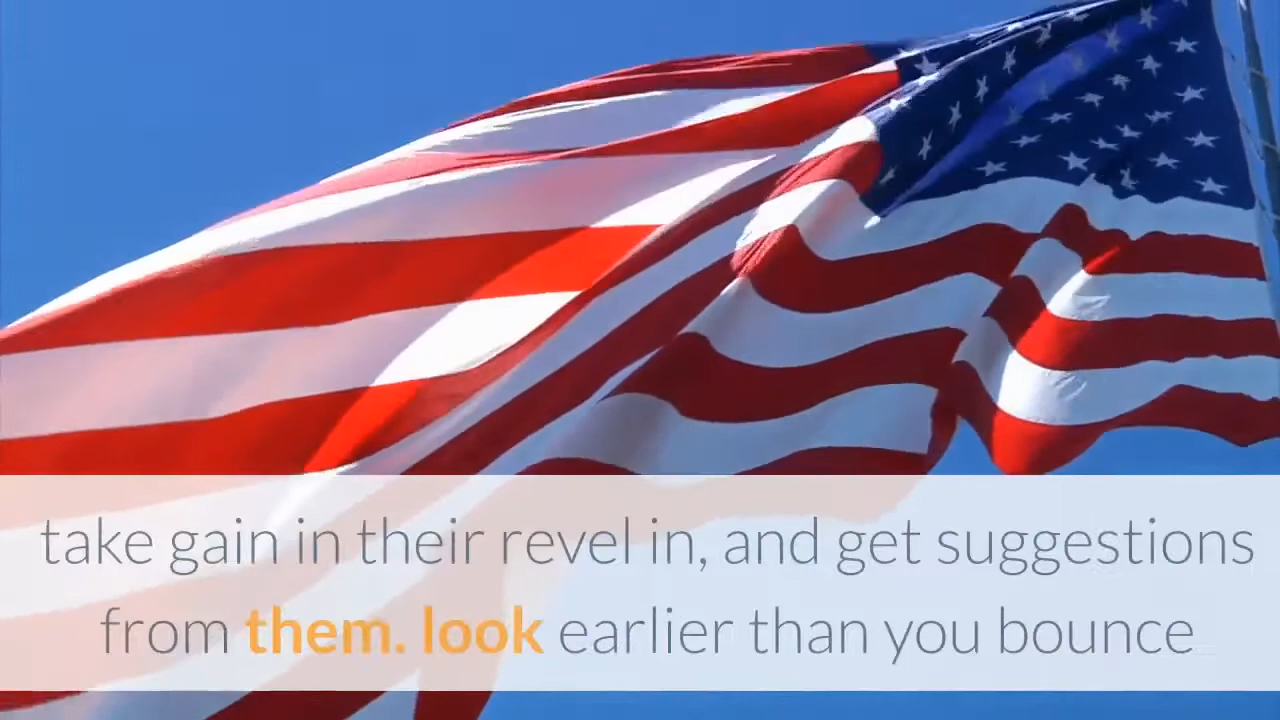 take gain in their revel in, and get suggestions
from them. look earlier than you bounce